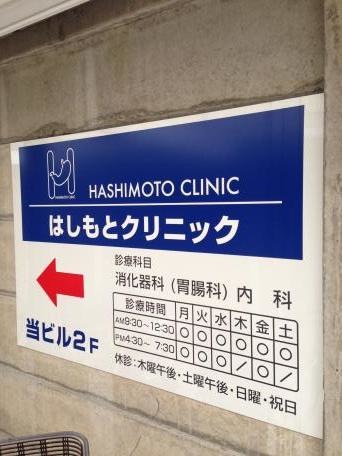 HASHIMOTO CLINIC
HASHIMOTO CLINIC
はしもとクリニック
診療科目
消化器科(胃腸科)内 科
診療時間 月 火 水 木 金 土
AM9:30~12:30 ○ ○ ○ ○ ○ ○
PM4:30~ 7:30 ○ ○ ○ / ○ /
休診:木曜午後・土曜午後・日曜・祝日
当ビル2F